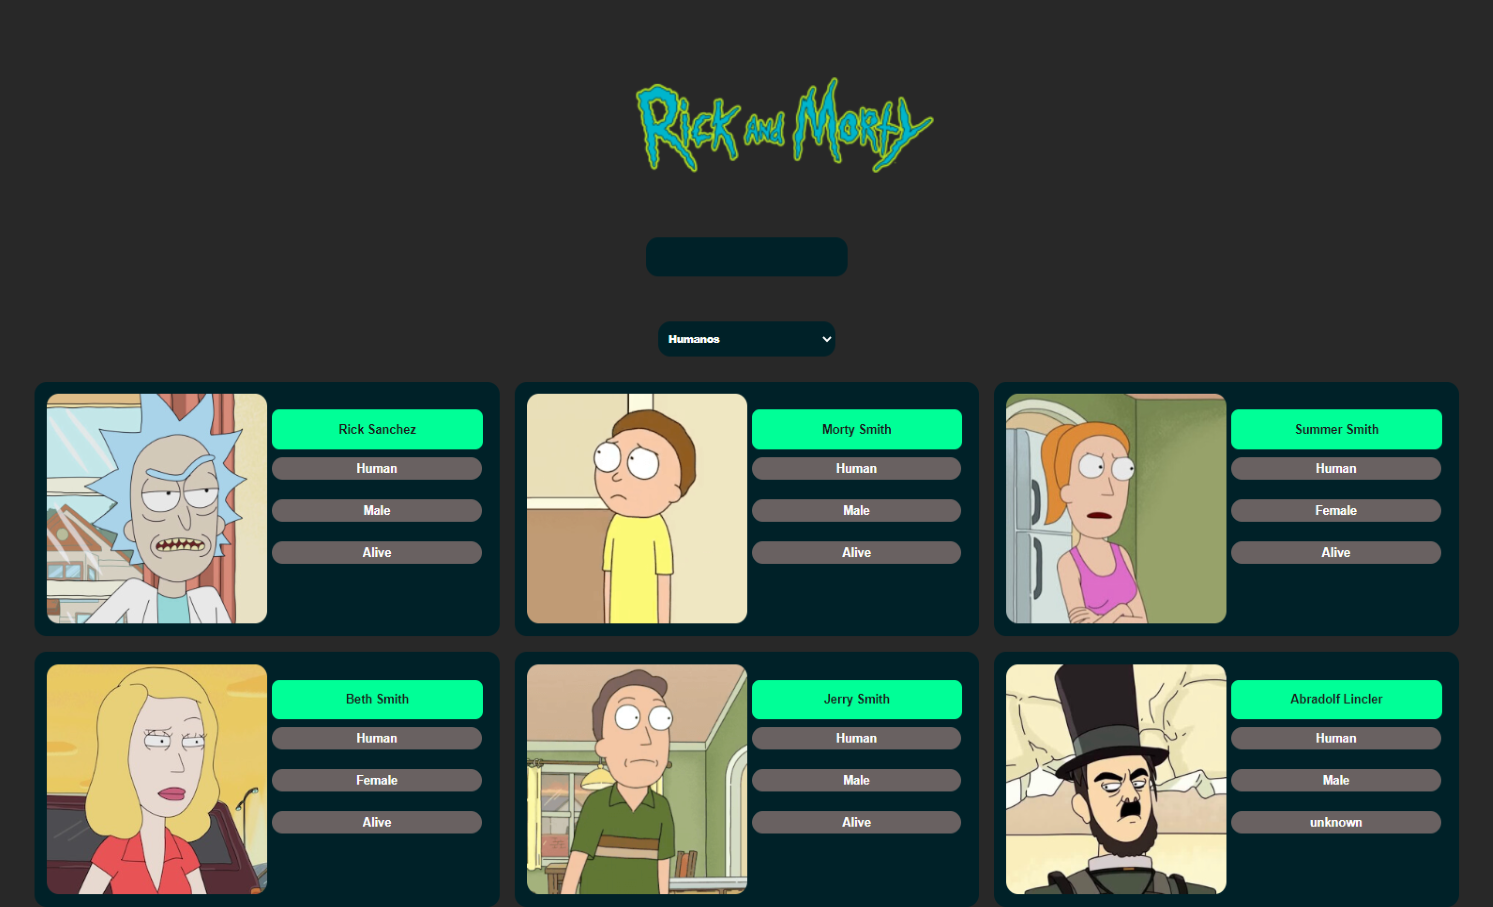 Rick and Morty
Humanos
Rick Sanchez
Human
Male
Alive
Morty Smith
Human
Male
Alive
Summer Smith
Human
Female
Alive
Beth Smith
Human
Female
Alive
Jerry Smith
Human
Male
Alive
Abradolf Lincler
Human
Male
unknown